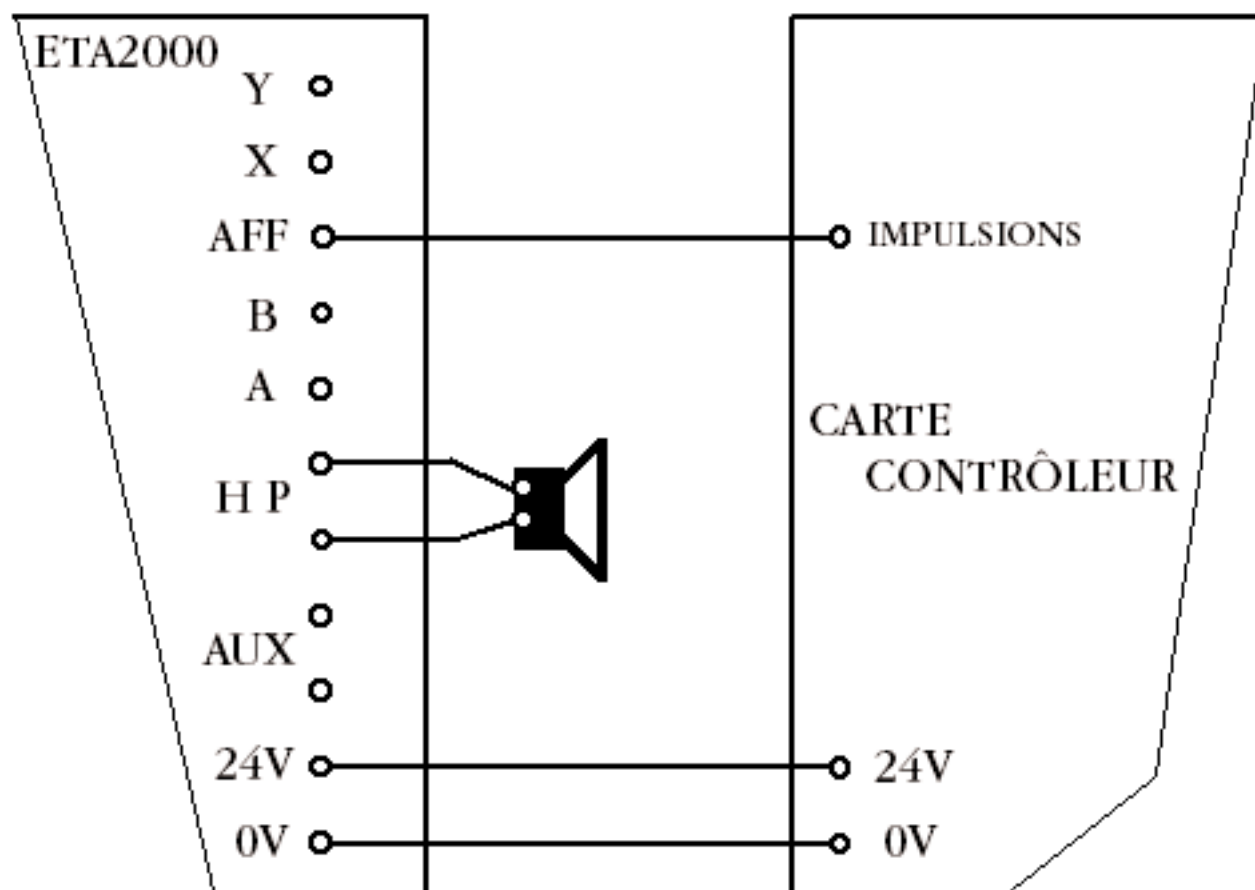 ETA2000
Y
X
AFF
IMPULSIONS
B
A
CARTE
CONTRÔLEUR
H P
AUX
24V
24V
0V
0V